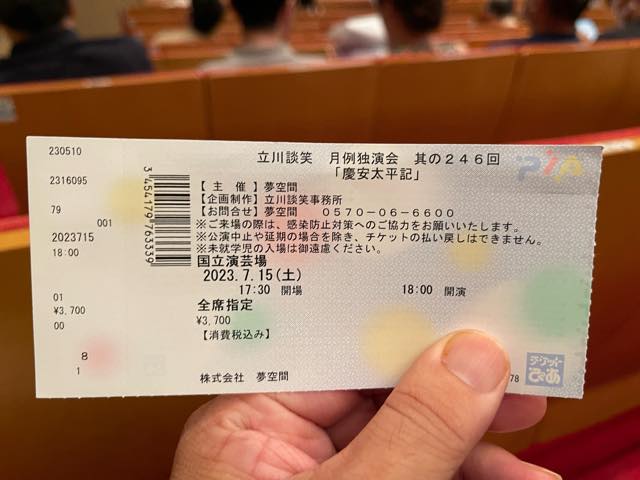 230510
2316095
79
001
2023715
18:00
01
¥3,700
00
8
1
3454179763339
立川談笑 月例独演会 其の246回
「慶安太平記」
PIA
【主 催】夢空間
【企画制作】立川談笑事務所
【お問合せ】夢空間 0570-06-6600
※ご来場の際は、感染防止対策へのご協力をお願いいたします。
※公演中止や延期の場合を除き、チケットの払い戻しはできません。
※未就学児の入場は御遠慮ください。
国立演芸場
2023.7.15(土)
17:30 開場 18:00 開演
全席指定
¥3,700
【消費税込み】
株式会社 夢空間
78
チケットぴあ